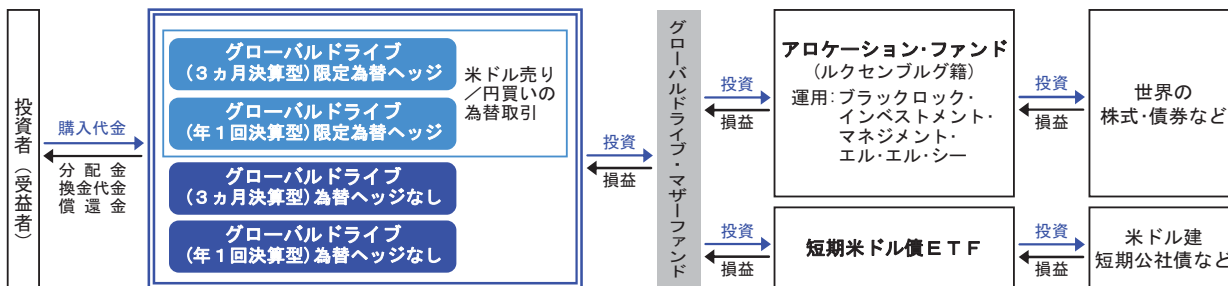 投資者（受益者）
購入代金
分配金
換金代金
償還金
グローバルドライブ
（３ヵ月決算型）限定為替ヘッジ
グローバルドライブ
（年１回決算型）限定為替ヘッジ
米ドル売り
／円買いの
為替取引
グローバルドライブ
（３ヵ月決算型）為替ヘッジなし
グローバルドライブ
（年１回決算型）為替ヘッジなし
投資
損益
グローバルドライブ・マザーファンド
投資
損益
アロケーション・ファンド
（ルクセンブルグ籍）
運用：ブラックロック・
インベストメント・
マネジメント・
エル・エル・シー
投資
損益
世界の
株式・債券など
投資
損益
短期米ドル債ＥＴＦ
投資
損益
米ドル建
短期公社債など